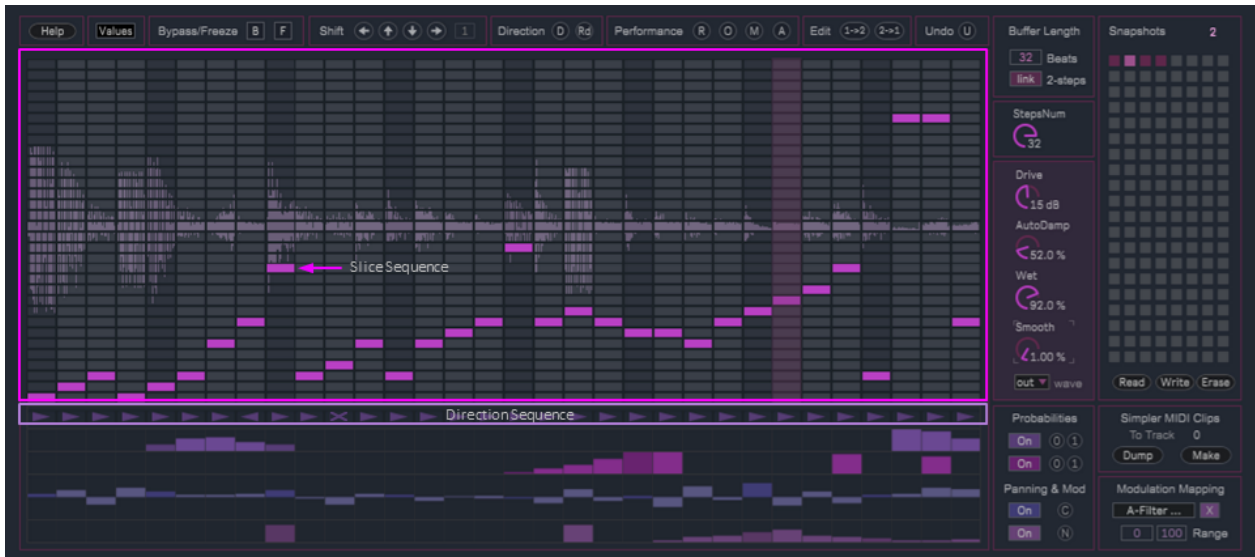 Help Values Bypass/Freeze B F Shift 1 Direction D Rd Performance R O M A Edit 1->2 2->1 Undo U
Buffer Length
32 Beats
link 2-steps
StepsNum
32
Drive
15 dB
AutoDamp
52.0 %
Wet
92.0 %
Smooth
1.00 %
out wave
Snapshots 2
Read Write Erase
Slice Sequence
Direction Sequence
Probabilities
On 0 1
On 0 1
Panning & Mod
On C
On N
Simpler MIDI Clips
To Track 0
Dump Make
Modulation Mapping
A-Filter ... X
0 100 Range